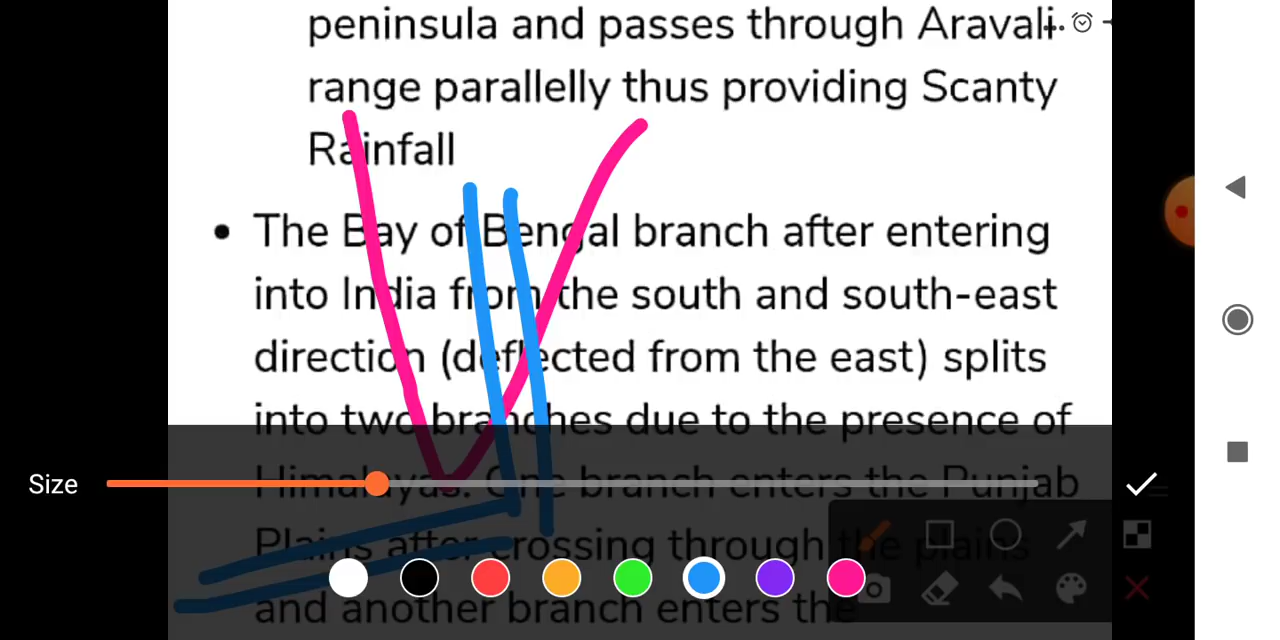 peninsula and passes through Aravali
range parallelly thus providing Scanty
Rainfall
• The Bay of Bengal branch after entering
into India from the south and south-east
direction (deflected from the east) splits
into two branches due to the presence of
Himalayas. One branch enters the Punjab
Plains after crossing through the plains
and another branch enters the
Size